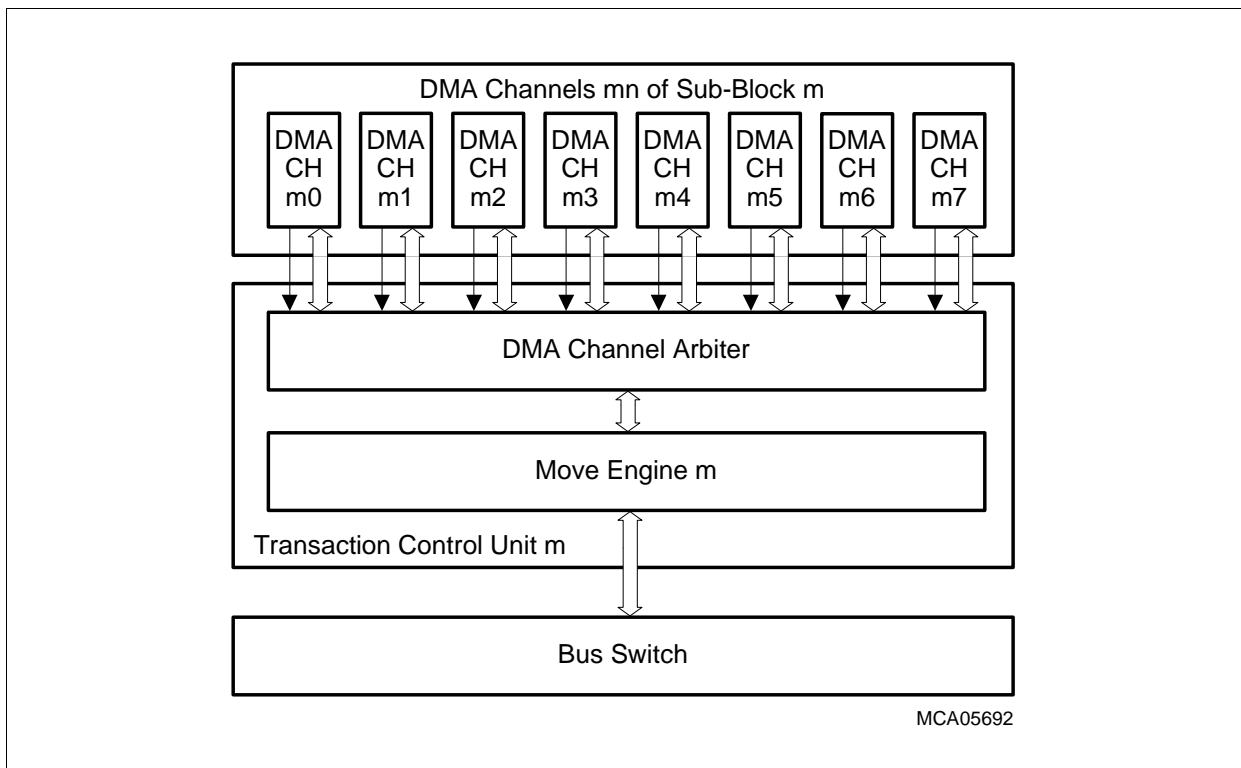 DMA Channels mn of Sub-Block m
DMA CH m0
DMA CH m1
DMA CH m2
DMA CH m3
DMA CH m4
DMA CH m5
DMA CH m6
DMA CH m7
DMA Channel Arbiter
Move Engine m
Transaction Control Unit m
Bus Switch
MCA05692